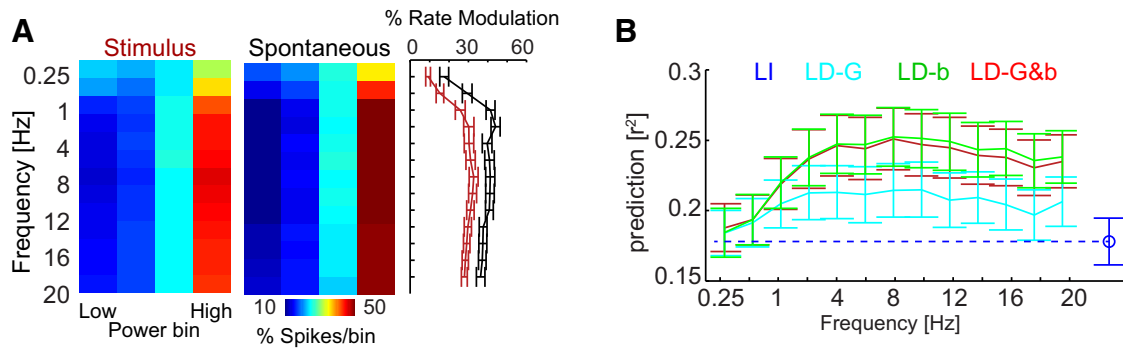 A
Stimulus
Spontaneous
% Rate Modulation
0 30 60
Frequency [Hz]
0.25
1
4
8
12
16
20
Low High
Power bin
10 50
% Spikes/bin
B
LI LD-G LD-b LD-G&b
prediction [r²]
0.3
0.25
0.2
0.15
0.25 1 4 8 12 16 20
Frequency [Hz]